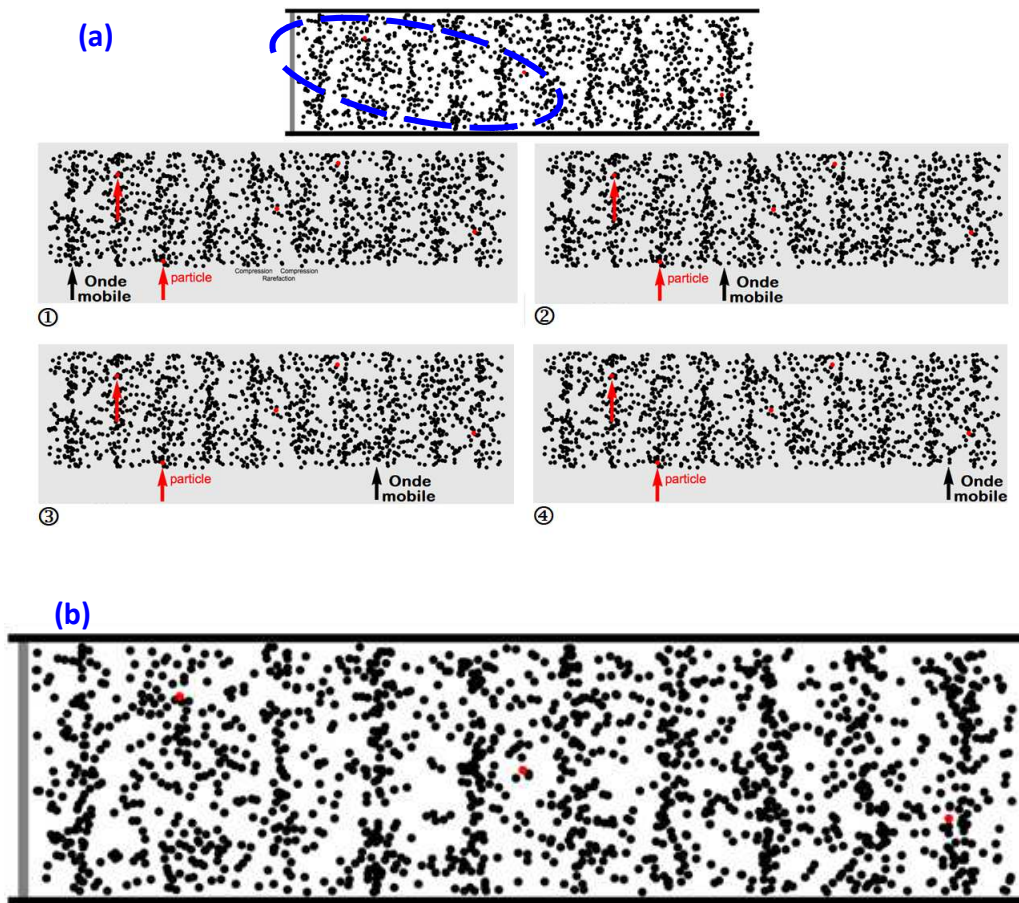 (a)
Compression Compression
Rarefaction
Onde
mobile
particle
①
particle
Onde
mobile
②
particle
Onde
mobile
③
particle
Onde
mobile
④
(b)